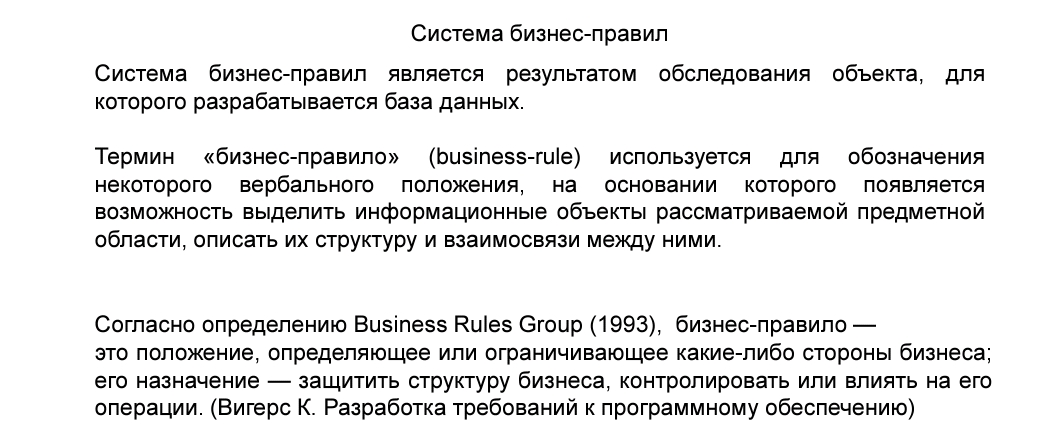 Система бизнес-правил
Система бизнес-правил является результатом обследования объекта, для
которого разрабатывается база данных.
Термин «бизнес-правило» (business-rule) используется для обозначения
некоторого вербального положения, на основании которого появляется
возможность выделить информационные объекты рассматриваемой предметной
области, описать их структуру и взаимосвязи между ними.
Согласно определению Business Rules Group (1993), бизнес-правило —
это положение, определяющее или ограничивающее какие-либо стороны бизнеса;
его назначение — защитить структуру бизнеса, контролировать или влиять на его
операции. (Вигерс К. Разработка требований к программному обеспечению)